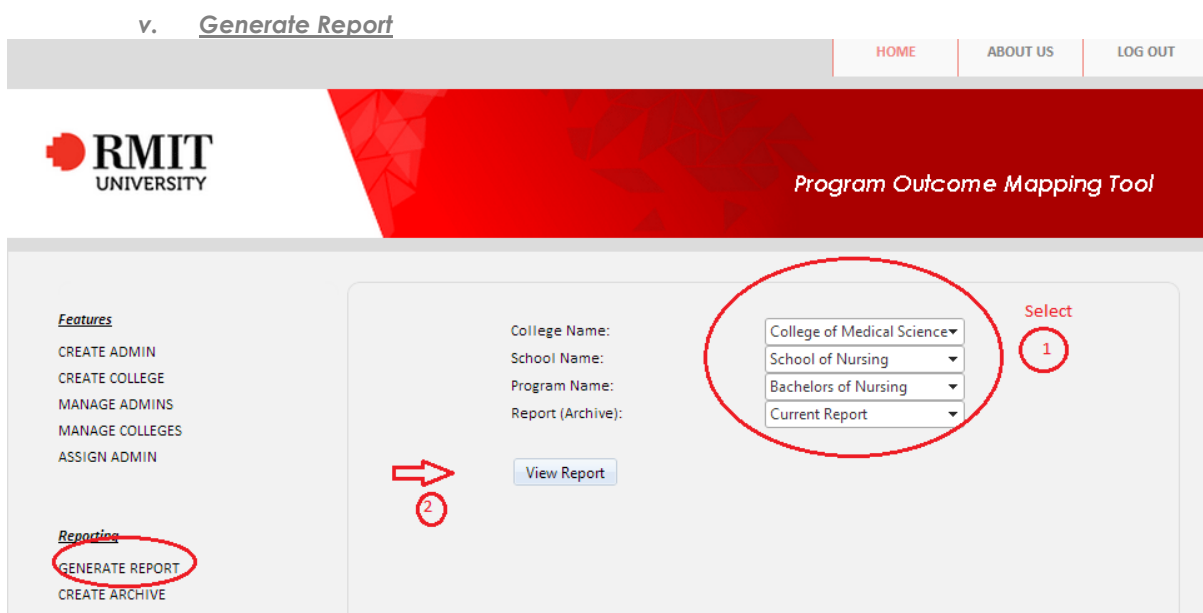 v. Generate Report
HOME ABOUT US LOG OUT
RMIT
UNIVERSITY
Program Outcome Mapping Tool
Features
CREATE ADMIN
CREATE COLLEGE
MANAGE ADMINS
MANAGE COLLEGES
ASSIGN ADMIN
Reporting
GENERATE REPORT
CREATE ARCHIVE
College Name: College of Medical Science
School Name: School of Nursing
Program Name: Bachelors of Nursing
Report (Archive): Current Report
Select
1
View Report
2